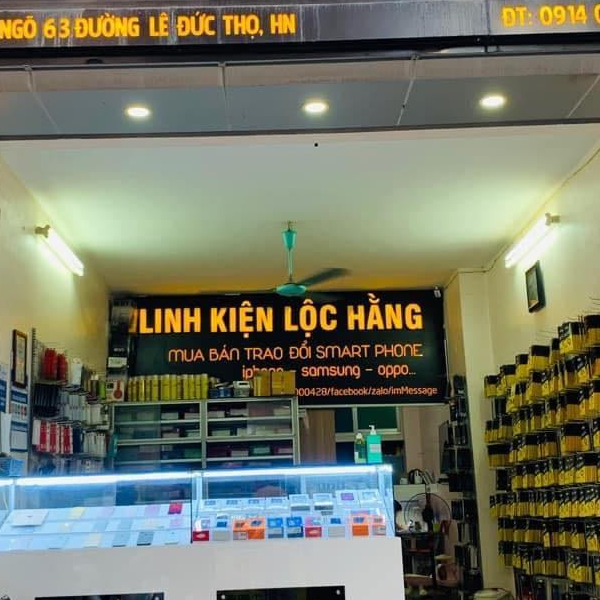 NGÕ 63 ĐƯỜNG LÊ ĐỨC THỌ, HN
ĐT: 0914
LINH KIỆN LỘC HẰNG
MUA BÁN TRAO ĐỔI SMART PHONE
iphone - samsung - oppo...
000428/facebook/zalo/imMessage